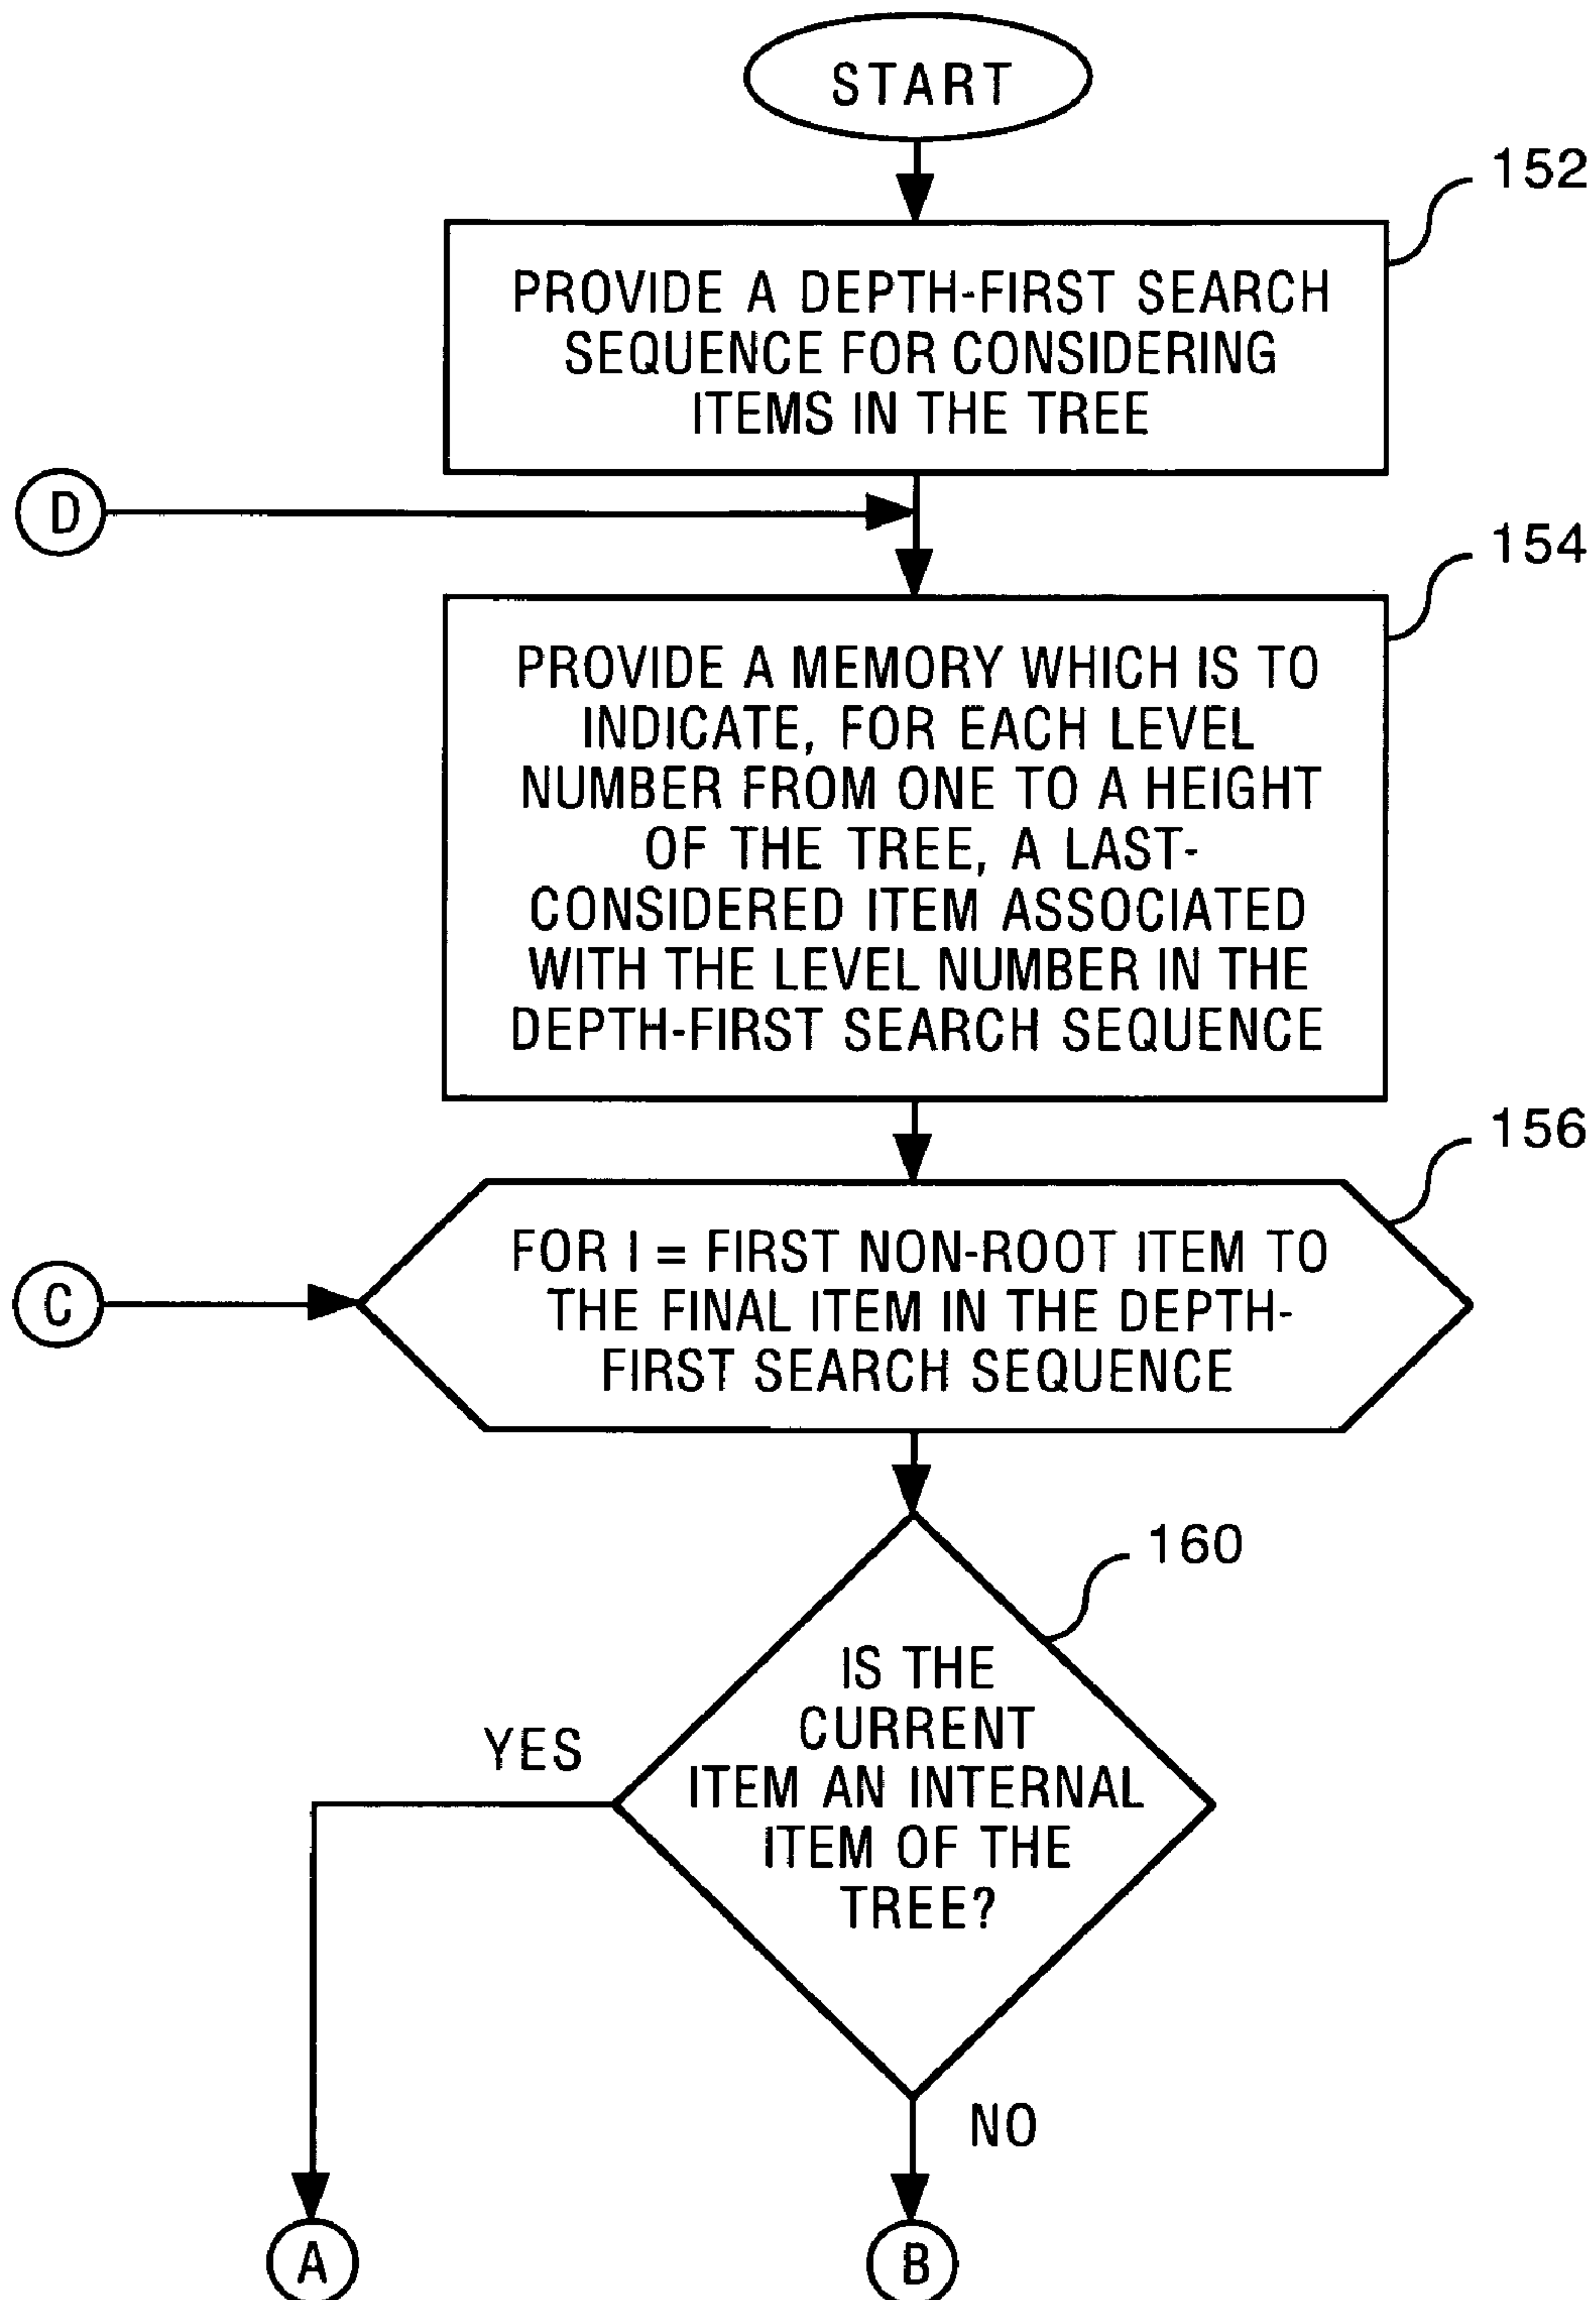 START
152
PROVIDE A DEPTH-FIRST SEARCH
SEQUENCE FOR CONSIDERING
ITEMS IN THE TREE
D
154
PROVIDE A MEMORY WHICH IS TO
INDICATE, FOR EACH LEVEL
NUMBER FROM ONE TO A HEIGHT
OF THE TREE, A LAST-
CONSIDERED ITEM ASSOCIATED
WITH THE LEVEL NUMBER IN THE
DEPTH-FIRST SEARCH SEQUENCE
156
FOR I = FIRST NON-ROOT ITEM TO
THE FINAL ITEM IN THE DEPTH-
FIRST SEARCH SEQUENCE
C
160
IS THE
CURRENT
ITEM AN INTERNAL
ITEM OF THE
TREE?
YES
NO
A
B